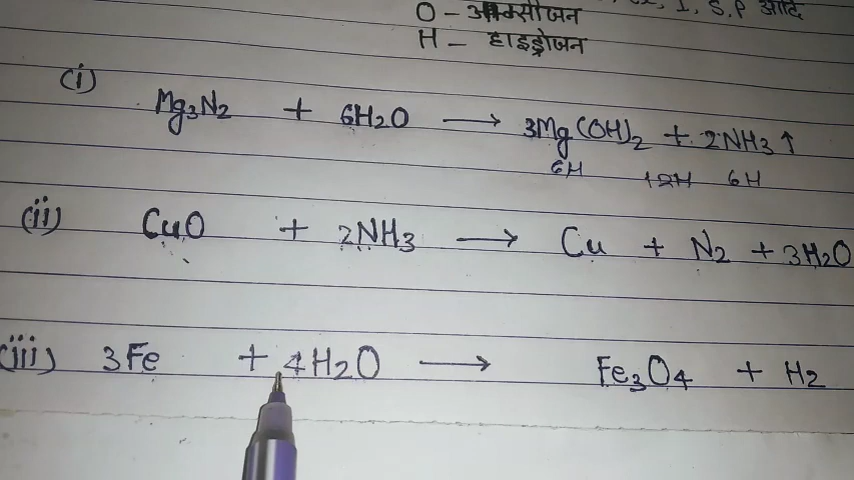 I, S, P आदि
O - ऑक्सीजन
H - हाइड्रोजन
(i) Mg₃N₂ + 6H₂O ⟶ 3Mg(OH)₂ + 2NH₃↑
6H 12H 6H
(ii) CuO + 2NH₃ ⟶ Cu + N₂ + 3H₂O
(iii) 3Fe + 4H₂O ⟶ Fe₃O₄ + H₂